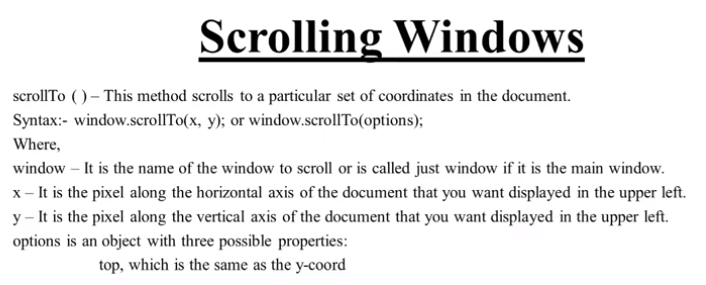 Scrolling Windows
scrollTo ( ) – This method scrolls to a particular set of coordinates in the document.
Syntax:- window.scrollTo(x, y); or window.scrollTo(options);
Where,
window – It is the name of the window to scroll or is called just window if it is the main window.
x – It is the pixel along the horizontal axis of the document that you want displayed in the upper left.
y – It is the pixel along the vertical axis of the document that you want displayed in the upper left.
options is an object with three possible properties:
top, which is the same as the y-coord